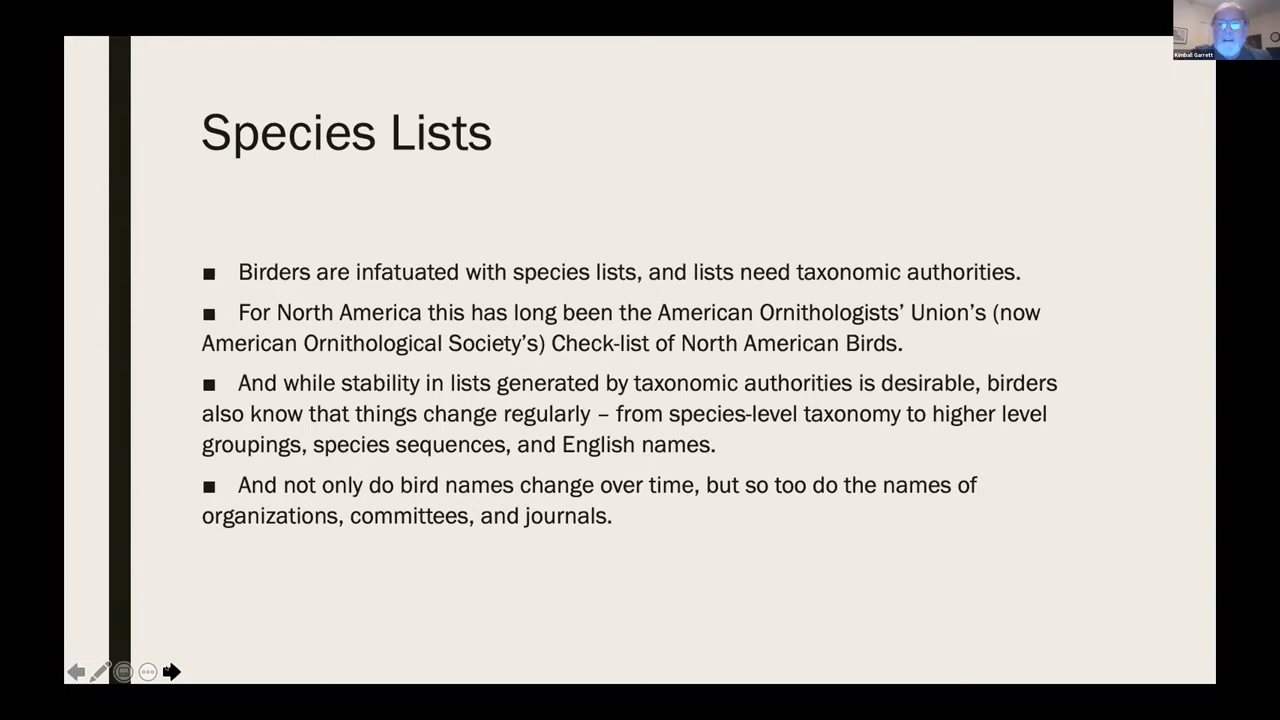 Kimball Garrett
Species Lists
■ Birders are infatuated with species lists, and lists need taxonomic authorities.
■ For North America this has long been the American Ornithologists’ Union’s (now
American Ornithological Society’s) Check-list of North American Birds.
■ And while stability in lists generated by taxonomic authorities is desirable, birders
also know that things change regularly – from species-level taxonomy to higher level
groupings, species sequences, and English names.
■ And not only do bird names change over time, but so too do the names of
organizations, committees, and journals.